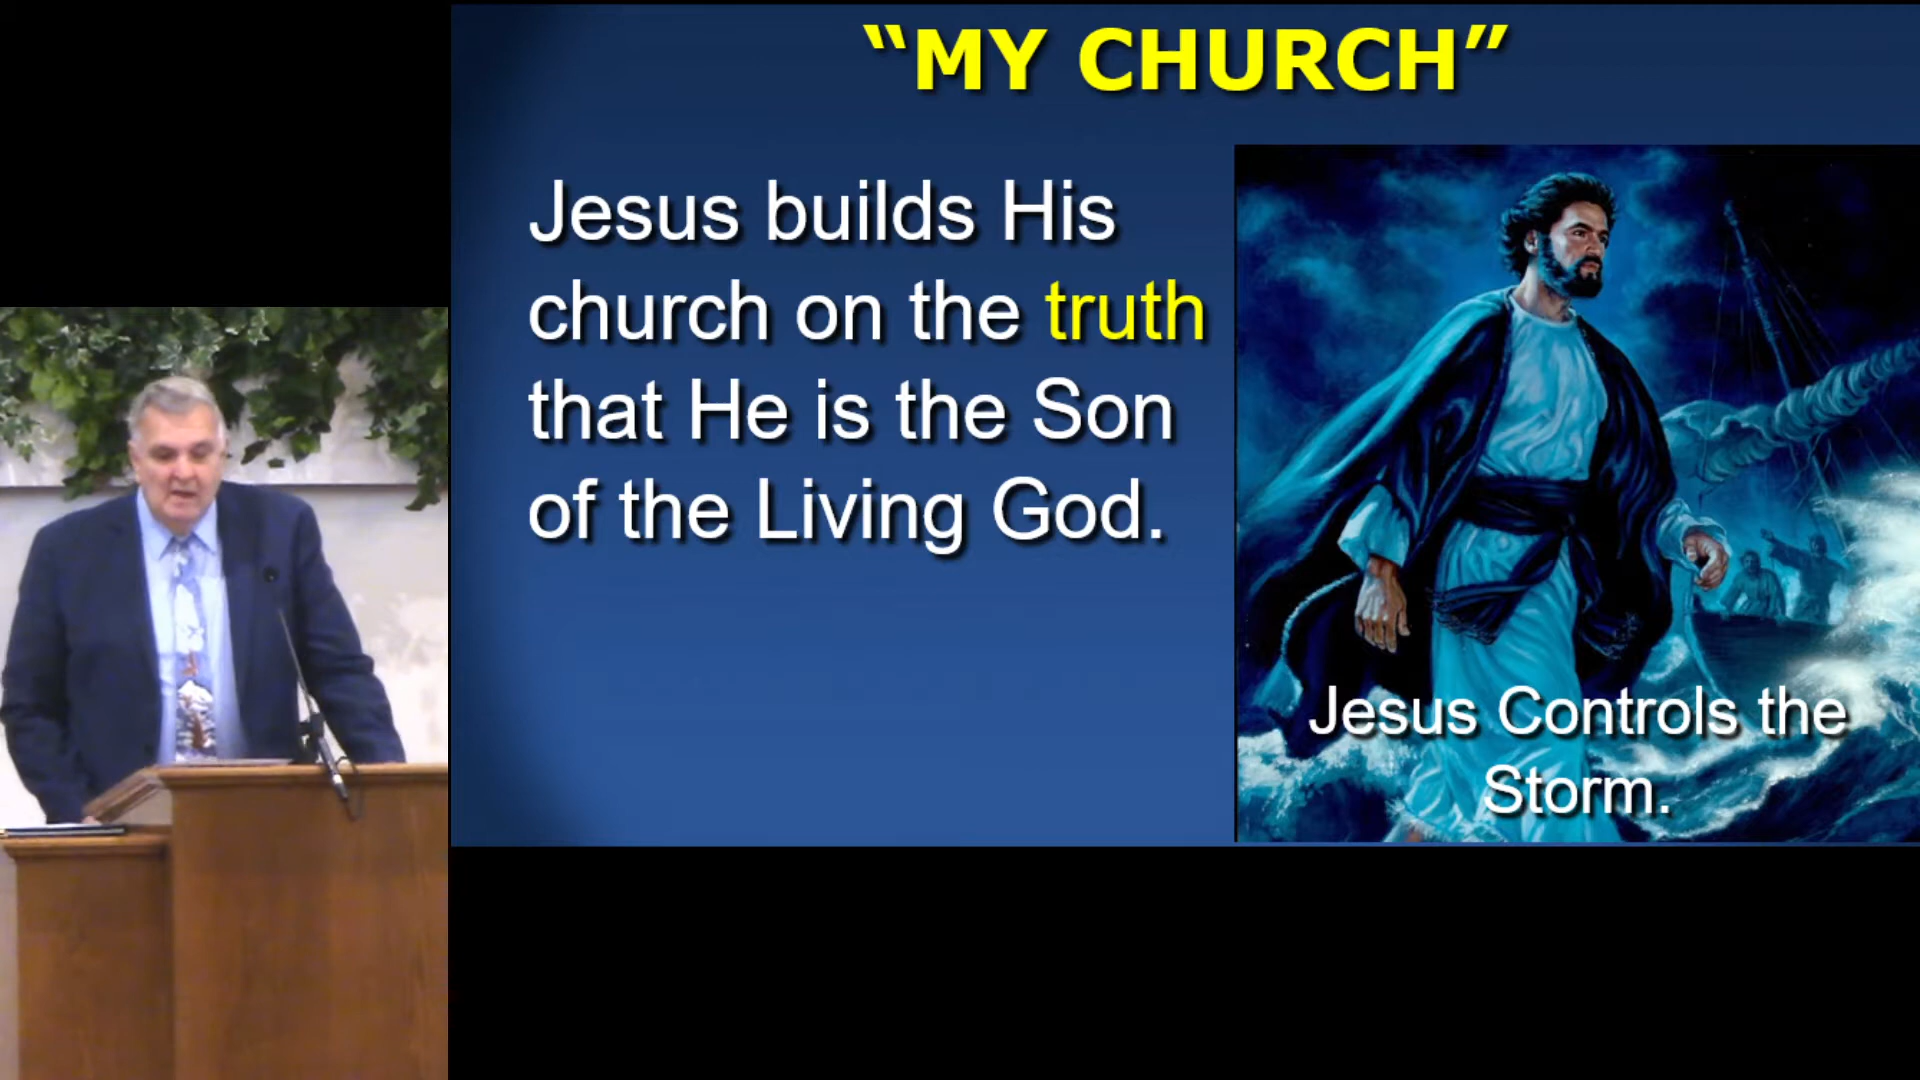 “MY CHURCH”
Jesus builds His
church on the truth
that He is the Son
of the Living God.
Jesus Controls the
Storm.